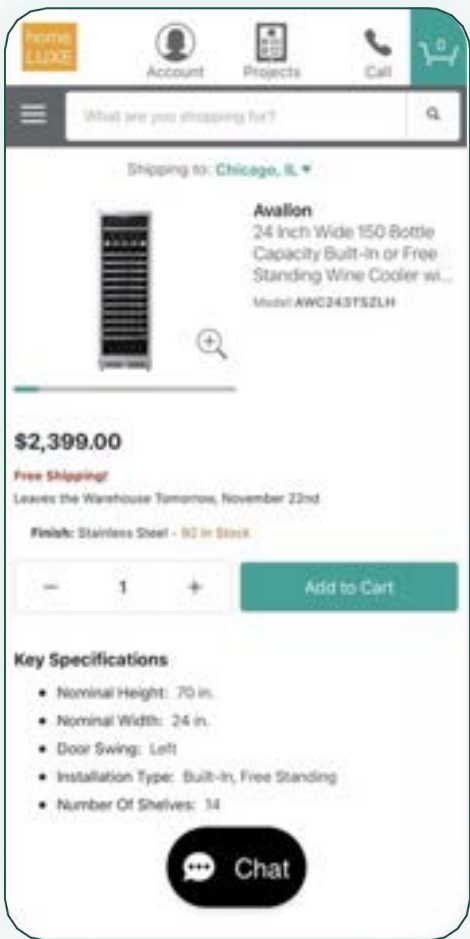 home
LUXE
Account
Projects
Call
0
What are you shopping for?
Shipping to: Chicago, IL
Avallon
24 Inch Wide 150 Bottle
Capacity Built-In or Free
Standing Wine Cooler wi...
Model: AWC243TSZLH
$2,399.00
Free Shipping!
Leaves the Warehouse Tomorrow, November 22nd
Finish: Stainless Steel - 92 In Stock
− 1 +
Add to Cart
Key Specifications
• Nominal Height: 70 in.
• Nominal Width: 24 in.
• Door Swing: Left
• Installation Type: Built-In, Free Standing
• Number Of Shelves: 14
Chat